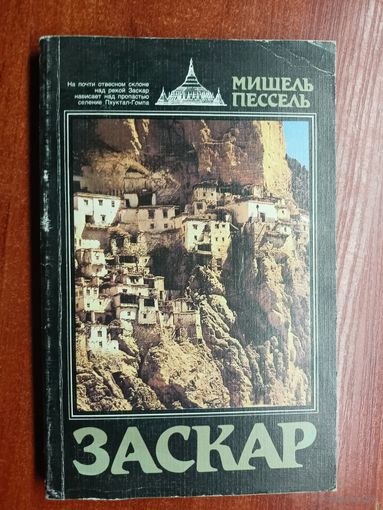 На почти отвесном склоне
над рекой Заскар
нависает над пропастью
селение Пхуктал-Гомпа
МИШЕЛЬ
ПЕССЕЛЬ
ЗАСКАР